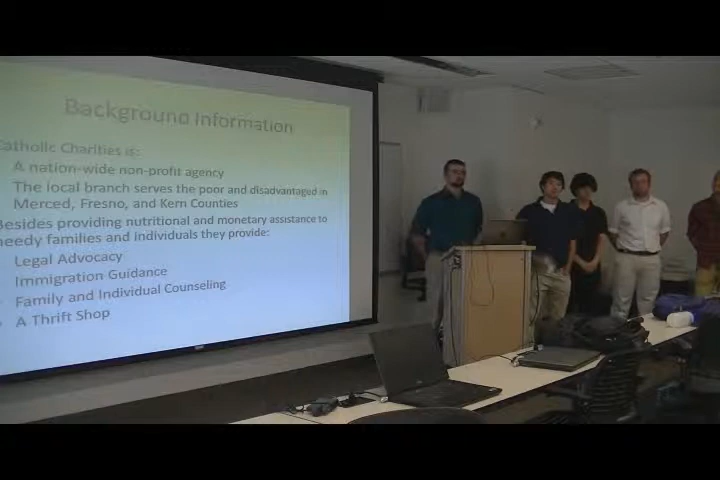 Background Information
Catholic Charities is:
A nation-wide non-profit agency
The local branch serves the poor and disadvantaged in
Merced, Fresno, and Kern Counties
Besides providing nutritional and monetary assistance to
needy families and individuals they provide:
Legal Advocacy
Immigration Guidance
Family and Individual Counseling
A Thrift Shop